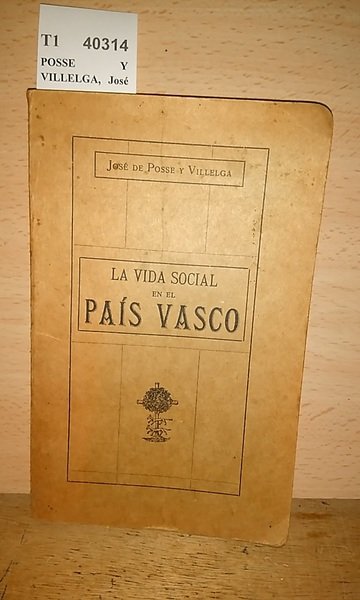 T1 40314
POSSE Y
VILLELGA, José
JOSÉ DE POSSE Y VILLELGA
LA VIDA SOCIAL
EN EL
PAÍS VASCO